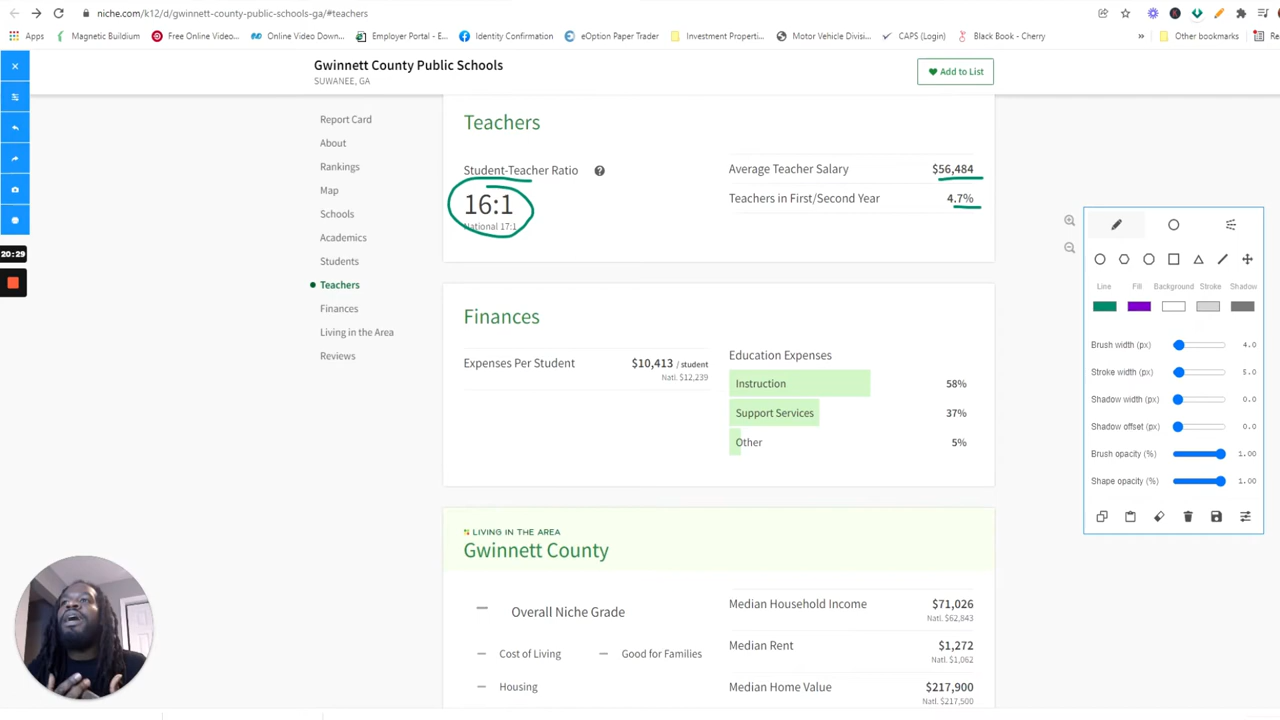 niche.com/k12/d/gwinnett-county-public-schools-ga/#teachers
Apps Magnetic Buildium Free Online Video... Online Video Down... Employer Portal - E... Identity Confirmation eOption Paper Trader Investment Properti... Motor Vehicle Divisi... CAPS (Login) Black Book - Cherry » Other bookmarks
Gwinnett County Public Schools
SUWANEE, GA
Add to List
Report Card
About
Rankings
Map
Schools
Academics
Students
Teachers
Finances
Living in the Area
Reviews
20:29
Teachers
Student-Teacher Ratio ?
16:1
National 17:1
Average Teacher Salary $56,484
Teachers in First/Second Year 4.7%
Finances
Expenses Per Student $10,413 / student
Natl. $12,239
Education Expenses
Instruction 58%
Support Services 37%
Other 5%
LIVING IN THE AREA
Gwinnett County
Overall Niche Grade
Cost of Living
Good for Families
Housing
Median Household Income $71,026
Natl. $62,843
Median Rent $1,272
Natl. $1,062
Median Home Value $217,900
Natl. $217,500
Line Fill Background Stroke Shadow
Brush width (px) 4.0
Stroke width (px) 5.0
Shadow width (px) 0.0
Shadow offset (px) 0.0
Brush opacity (%) 1.00
Shape opacity (%) 1.00